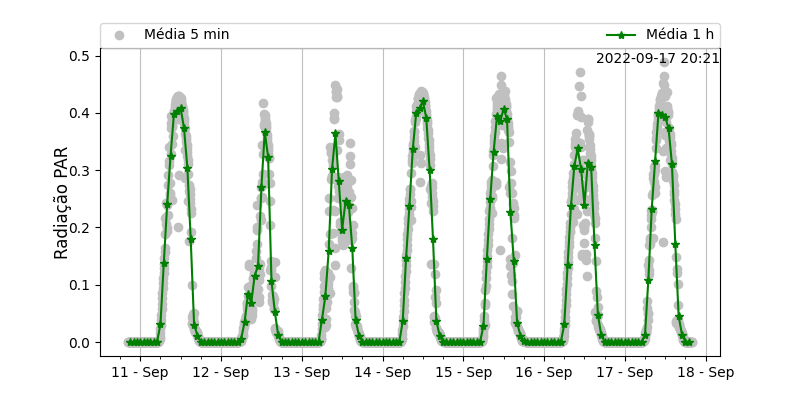 Média 5 min Média 1 h
2022-09-17 20:21
0.5
0.4
0.3
0.2
0.1
0.0
Radiação PAR
11 - Sep 12 - Sep 13 - Sep 14 - Sep 15 - Sep 16 - Sep 17 - Sep 18 - Sep